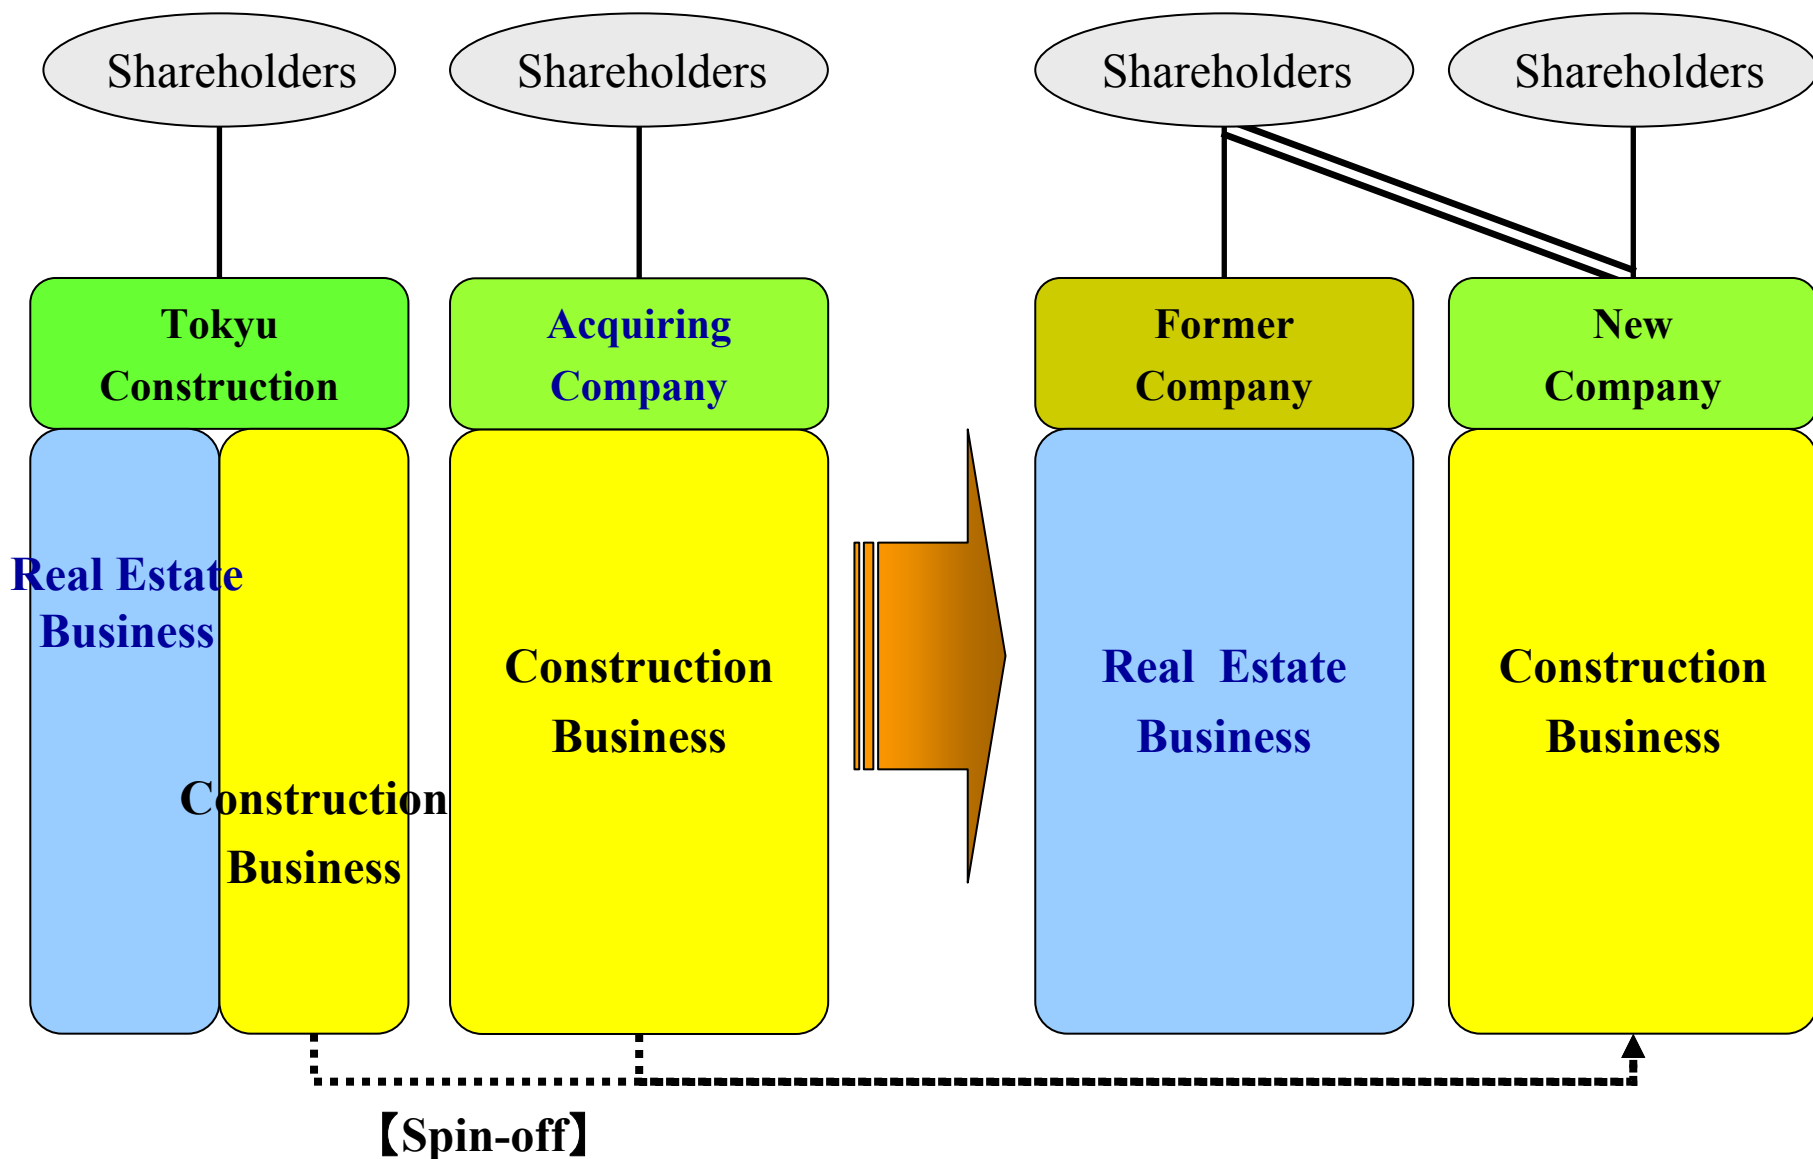 Shareholders
Shareholders
Shareholders
Shareholders
Tokyu
Construction
Acquiring
Company
Former
Company
New
Company
Real Estate
Business
Construction
Business
Construction
Business
Real Estate
Business
Construction
Business
【Spin-off】